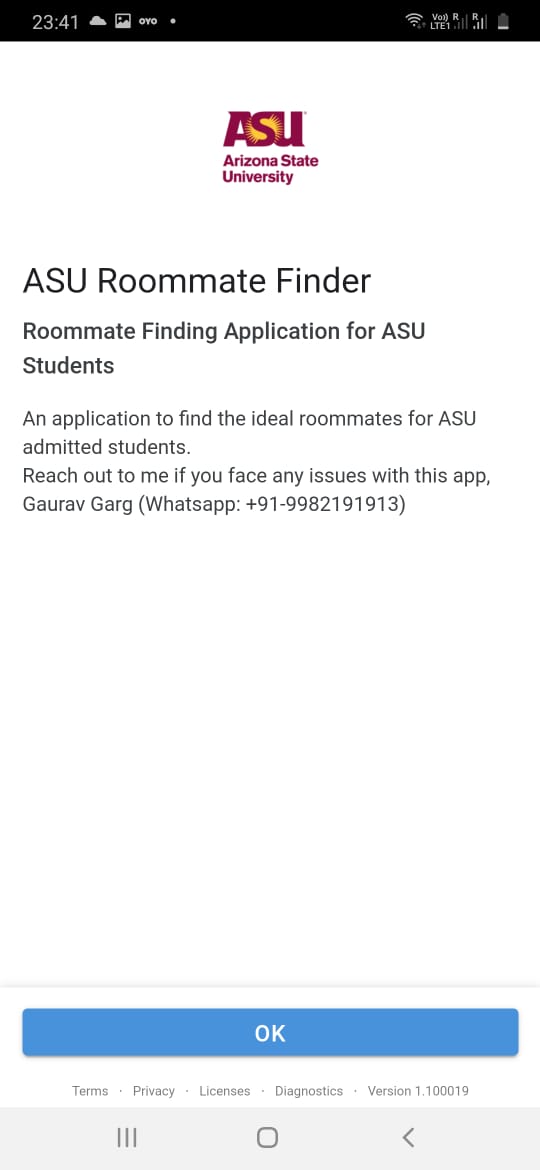 23:41
OYO
Vo)) R R
LTE1
ASU
Arizona State
University
ASU Roommate Finder
Roommate Finding Application for ASU
Students
An application to find the ideal roommates for ASU
admitted students.
Reach out to me if you face any issues with this app,
Gaurav Garg (Whatsapp: +91-9982191913)
OK
Terms · Privacy · Licenses · Diagnostics · Version 1.100019